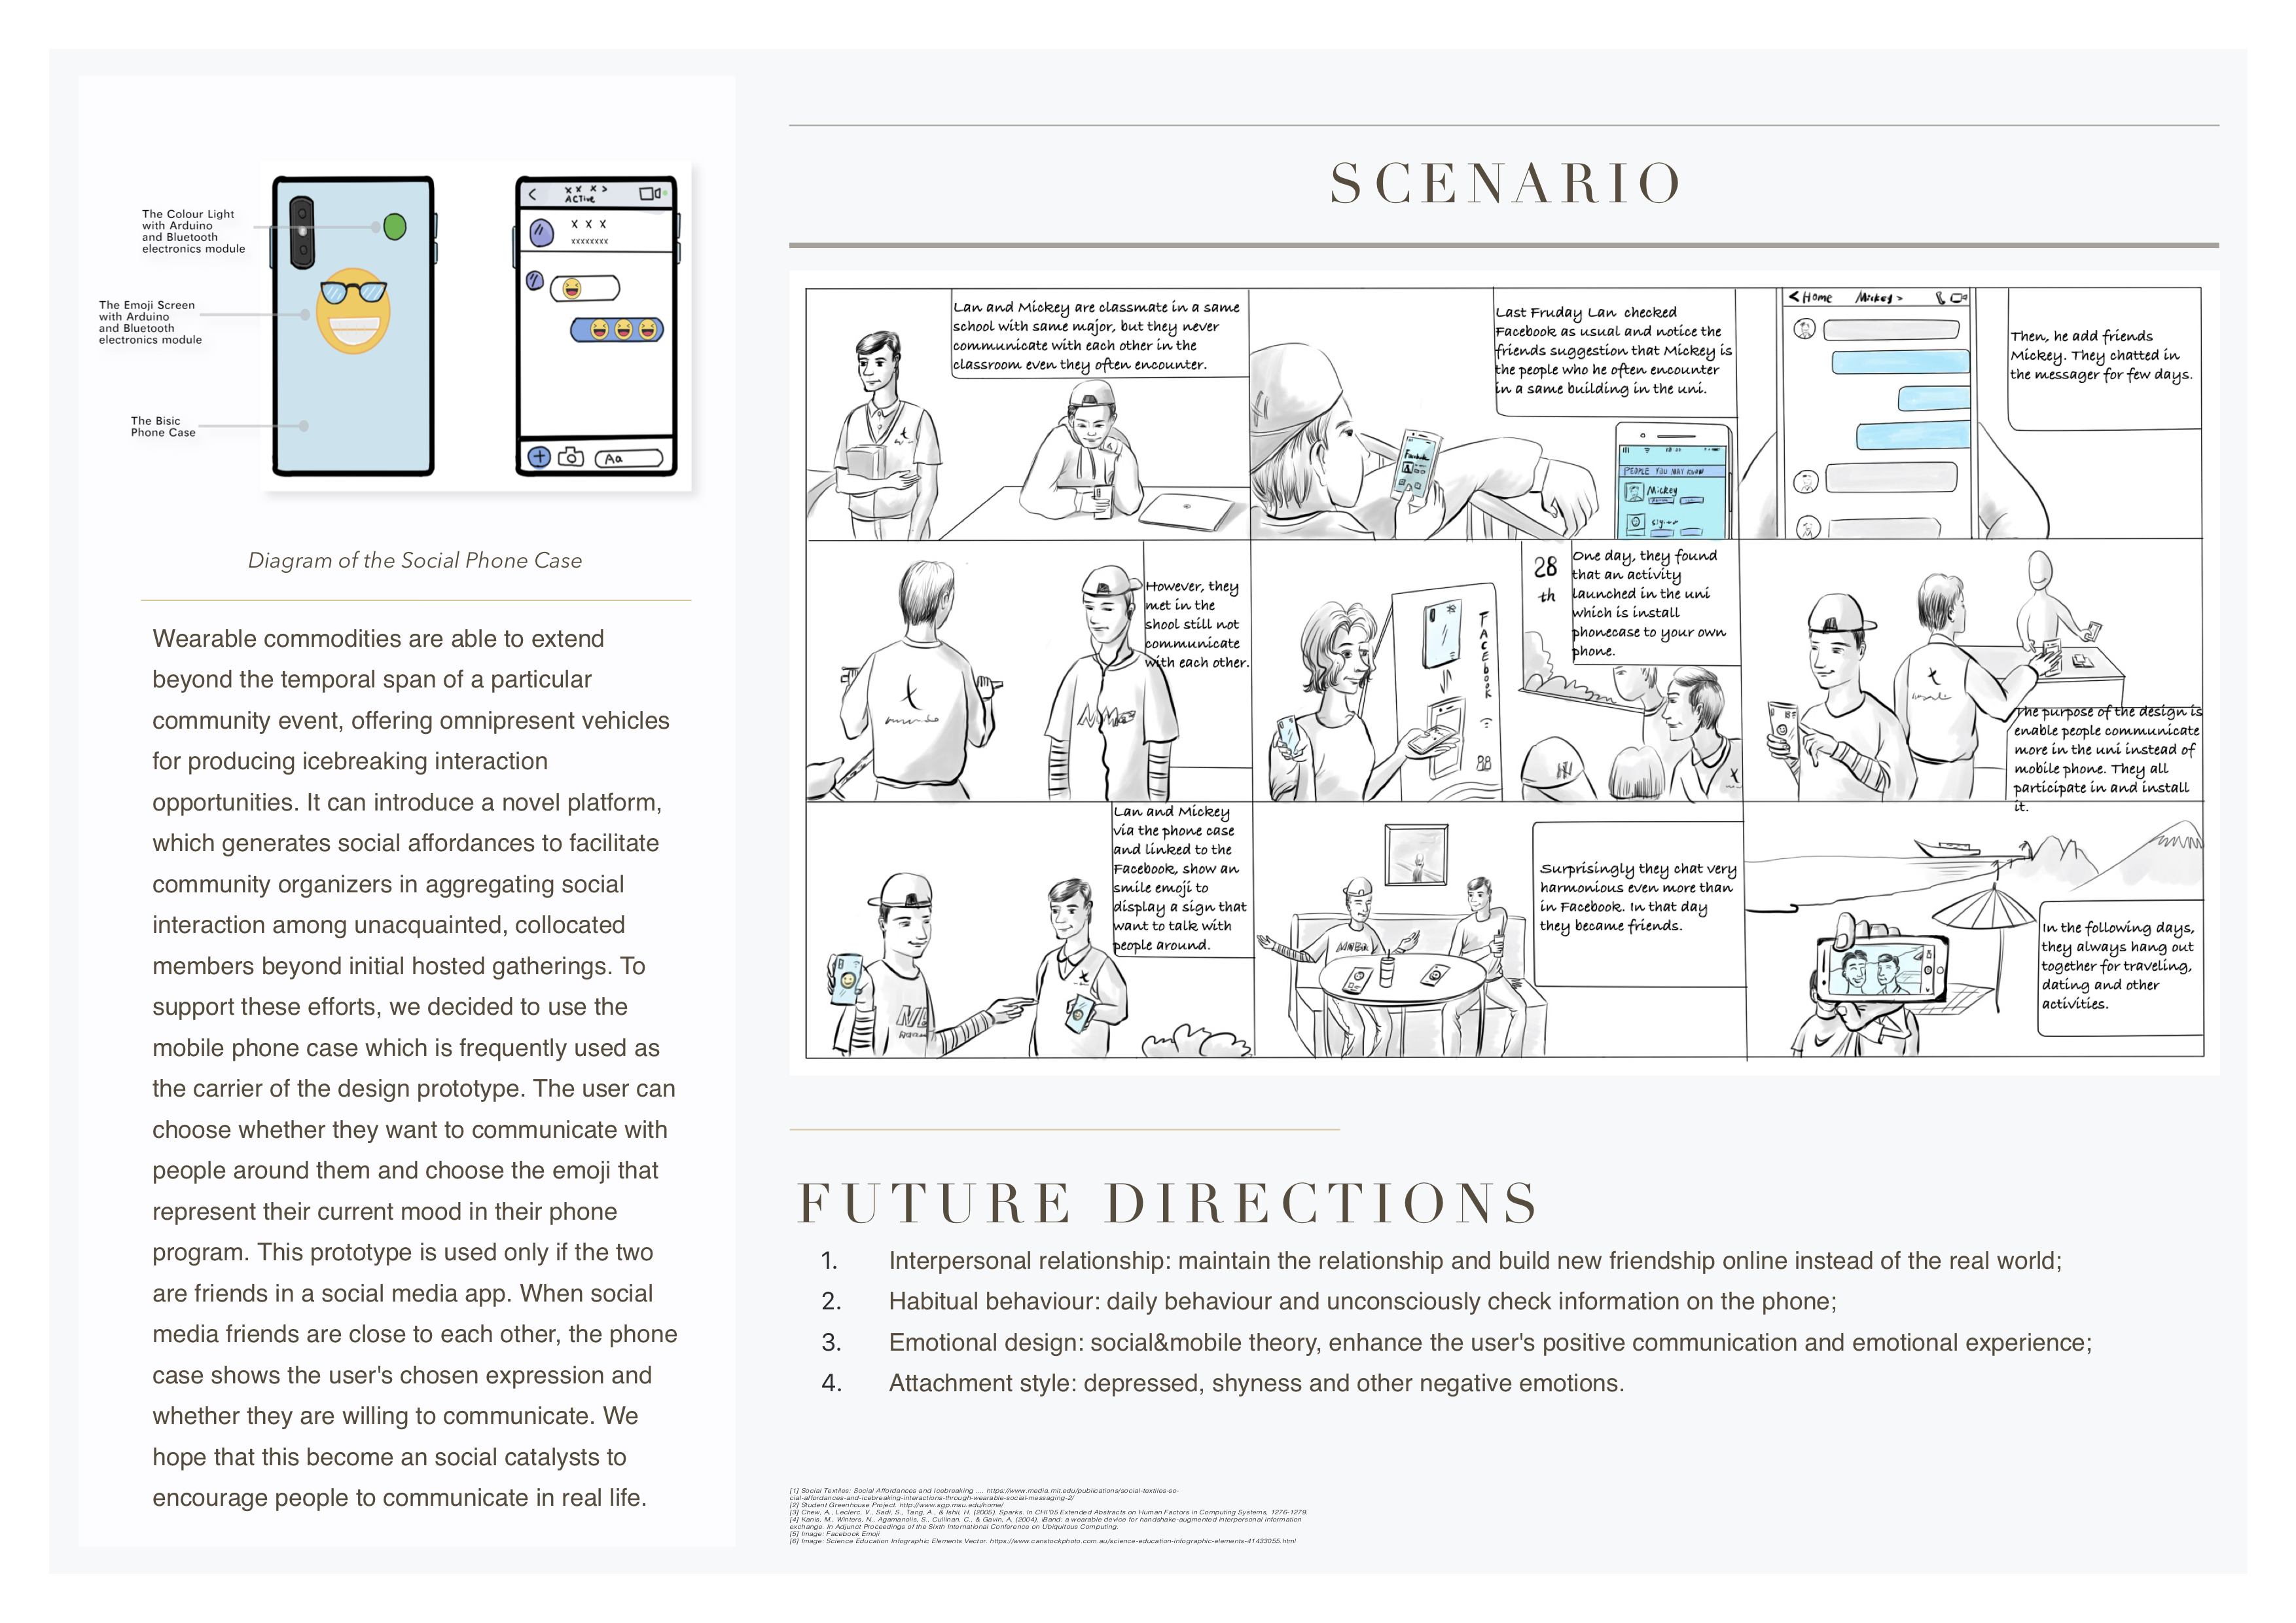 The Colour Light
with Arduino
and Bluetooth
electronics module
The Emoji Screen
with Arduino
and Bluetooth
electronics module
The Bisic
Phone Case
X X X >
ACTive
X X X
xxxxxxxx
Aa
Diagram of the Social Phone Case
Wearable commodities are able to extend
beyond the temporal span of a particular
community event, offering omnipresent vehicles
for producing icebreaking interaction
opportunities. It can introduce a novel platform,
which generates social affordances to facilitate
community organizers in aggregating social
interaction among unacquainted, collocated
members beyond initial hosted gatherings. To
support these efforts, we decided to use the
mobile phone case which is frequently used as
the carrier of the design prototype. The user can
choose whether they want to communicate with
people around them and choose the emoji that
represent their current mood in their phone
program. This prototype is used only if the two
are friends in a social media app. When social
media friends are close to each other, the phone
case shows the user's chosen expression and
whether they are willing to communicate. We
hope that this become an social catalysts to
encourage people to communicate in real life.
SCENARIO
Lan and Mickey are classmate in a same
school with same major, but they never
communicate with each other in the
classroom even they often encounter.
Last Fruday Lan checked
Facebook as usual and notice the
friends suggestion that Mickey is
the people who he often encounter
in a same building in the uni.
Facebook
PEOPLE YOU MAY KNOW
Mickey
< Home Mickey >
Then, he add friends
Mickey. They chatted in
the messager for few days.
However, they
met in the
shool still not
communicate
with each other.
FACEBOOK
28
th
One day, they found
that an activity
launched in the uni
which is install
phonecase to your own
phone.
The purpose of the design is
enable people communicate
more in the uni instead of
mobile phone. They all
participate in and install
it.
Lan and Mickey
via the phone case
and linked to the
Facebook, show an
smile emoji to
display a sign that
want to talk with
people around.
Surprisingly they chat very
harmonious even more than
in Facebook. In that day
they became friends.
In the following days,
they always hang out
together for traveling,
dating and other
activities.
FUTURE DIRECTIONS
1. Interpersonal relationship: maintain the relationship and build new friendship online instead of the real world;
2. Habitual behaviour: daily behaviour and unconsciously check information on the phone;
3. Emotional design: social&mobile theory, enhance the user's positive communication and emotional experience;
4. Attachment style: depressed, shyness and other negative emotions.
[1] Social Textiles: Social Affordances and Icebreaking .... https://www.media.mit.edu/publications/social-textiles-so-
cial-affordances-and-icebreaking-interactions-through-wearable-social-messaging-2/
[2] Student Greenhouse Project. http://www.sgp.msu.edu/home/
[3] Chew, A., Leclerc, V., Sadi, S., Tang, A., & Ishii, H. (2005). Sparks. In CHI'05 Extended Abstracts on Human Factors in Computing Systems, 1276-1279.
[4] Kanis, M., Winters, N., Agamanolis, S., Cullinan, C., & Gavin, A. (2004). iBand: a wearable device for handshake-augmented interpersonal information
exchange. In Adjunct Proceedings of the Sixth International Conference on Ubiquitous Computing.
[5] Image: Facebook Emoji
[6] Image: Science Education Infographic Elements Vector. https://www.canstockphoto.com.au/science-education-infographic-elements-41433055.html